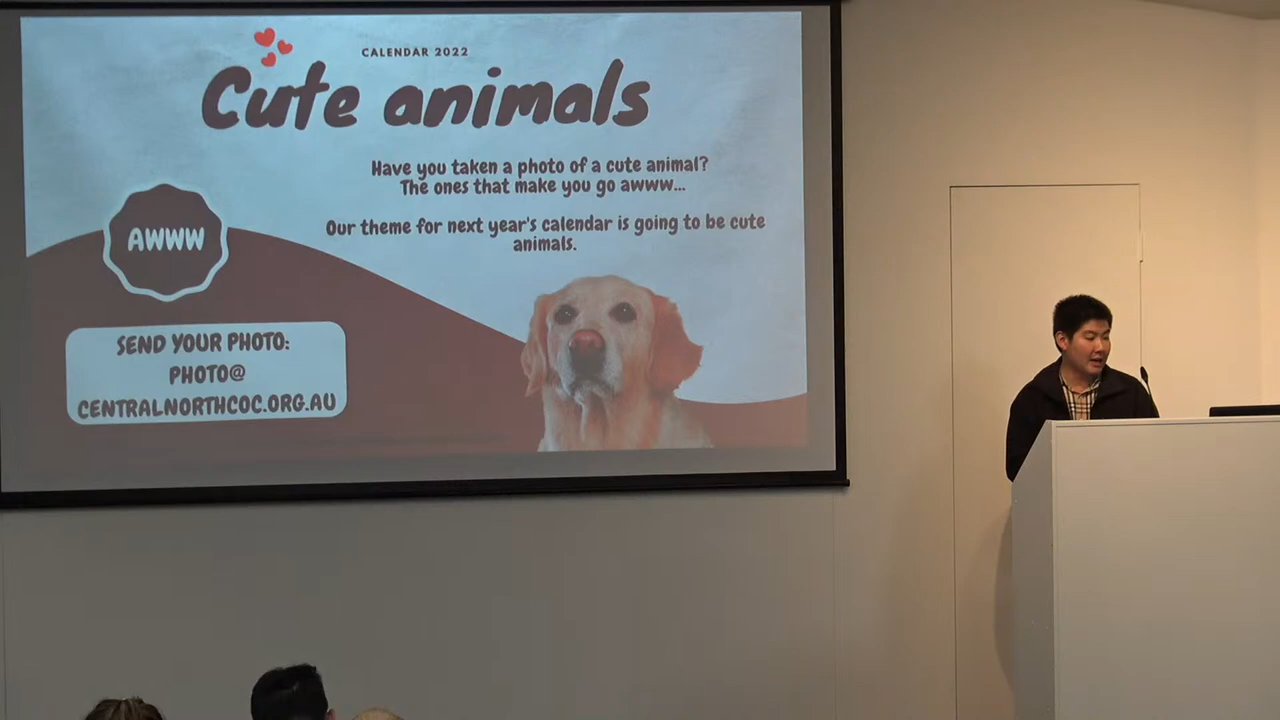 CALENDAR 2022
Cute animals
Have you taken a photo of a cute animal?
The ones that make you go awww...
Our theme for next year's calendar is going to be cute
animals.
AWWW
SEND YOUR PHOTO:
PHOTO@
CENTRALNORTHCOC.ORG.AU